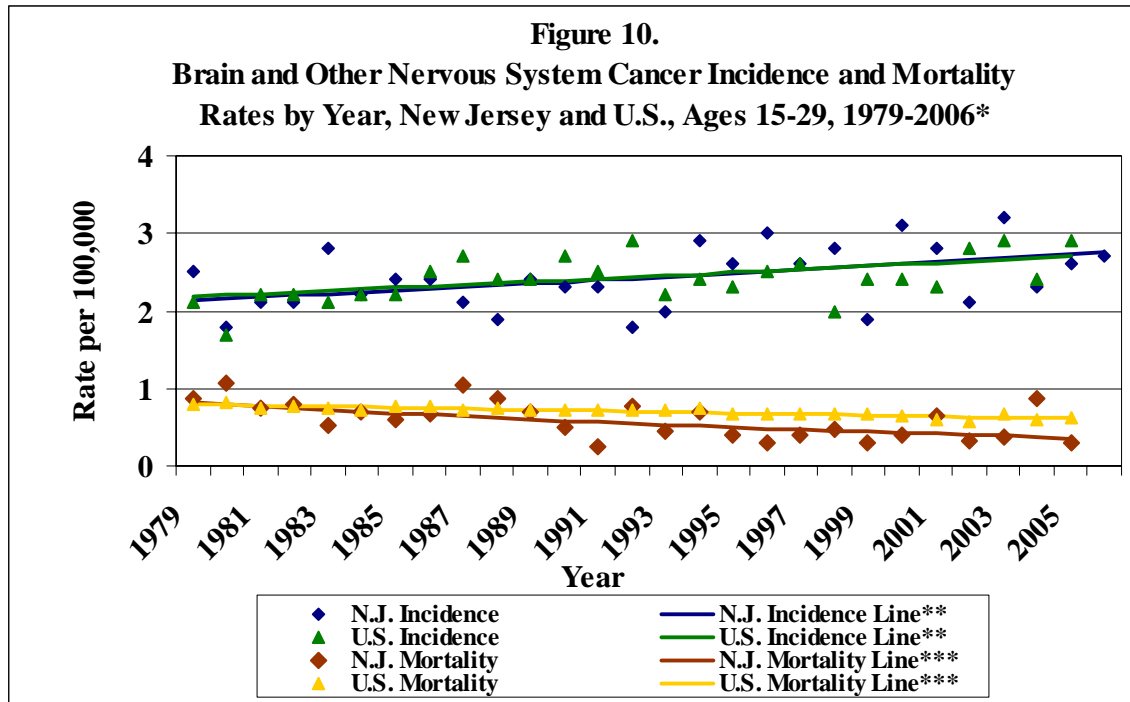 Figure 10.
Brain and Other Nervous System Cancer Incidence and Mortality
Rates by Year, New Jersey and U.S., Ages 15-29, 1979-2006*
Rate per 100,000
4
3
2
1
0
1979
1981
1983
1985
1987
1989
1991
1993
1995
1997
1999
2001
2003
2005
Year
N.J. Incidence
N.J. Incidence Line**
U.S. Incidence
U.S. Incidence Line**
N.J. Mortality
N.J. Mortality Line***
U.S. Mortality
U.S. Mortality Line***